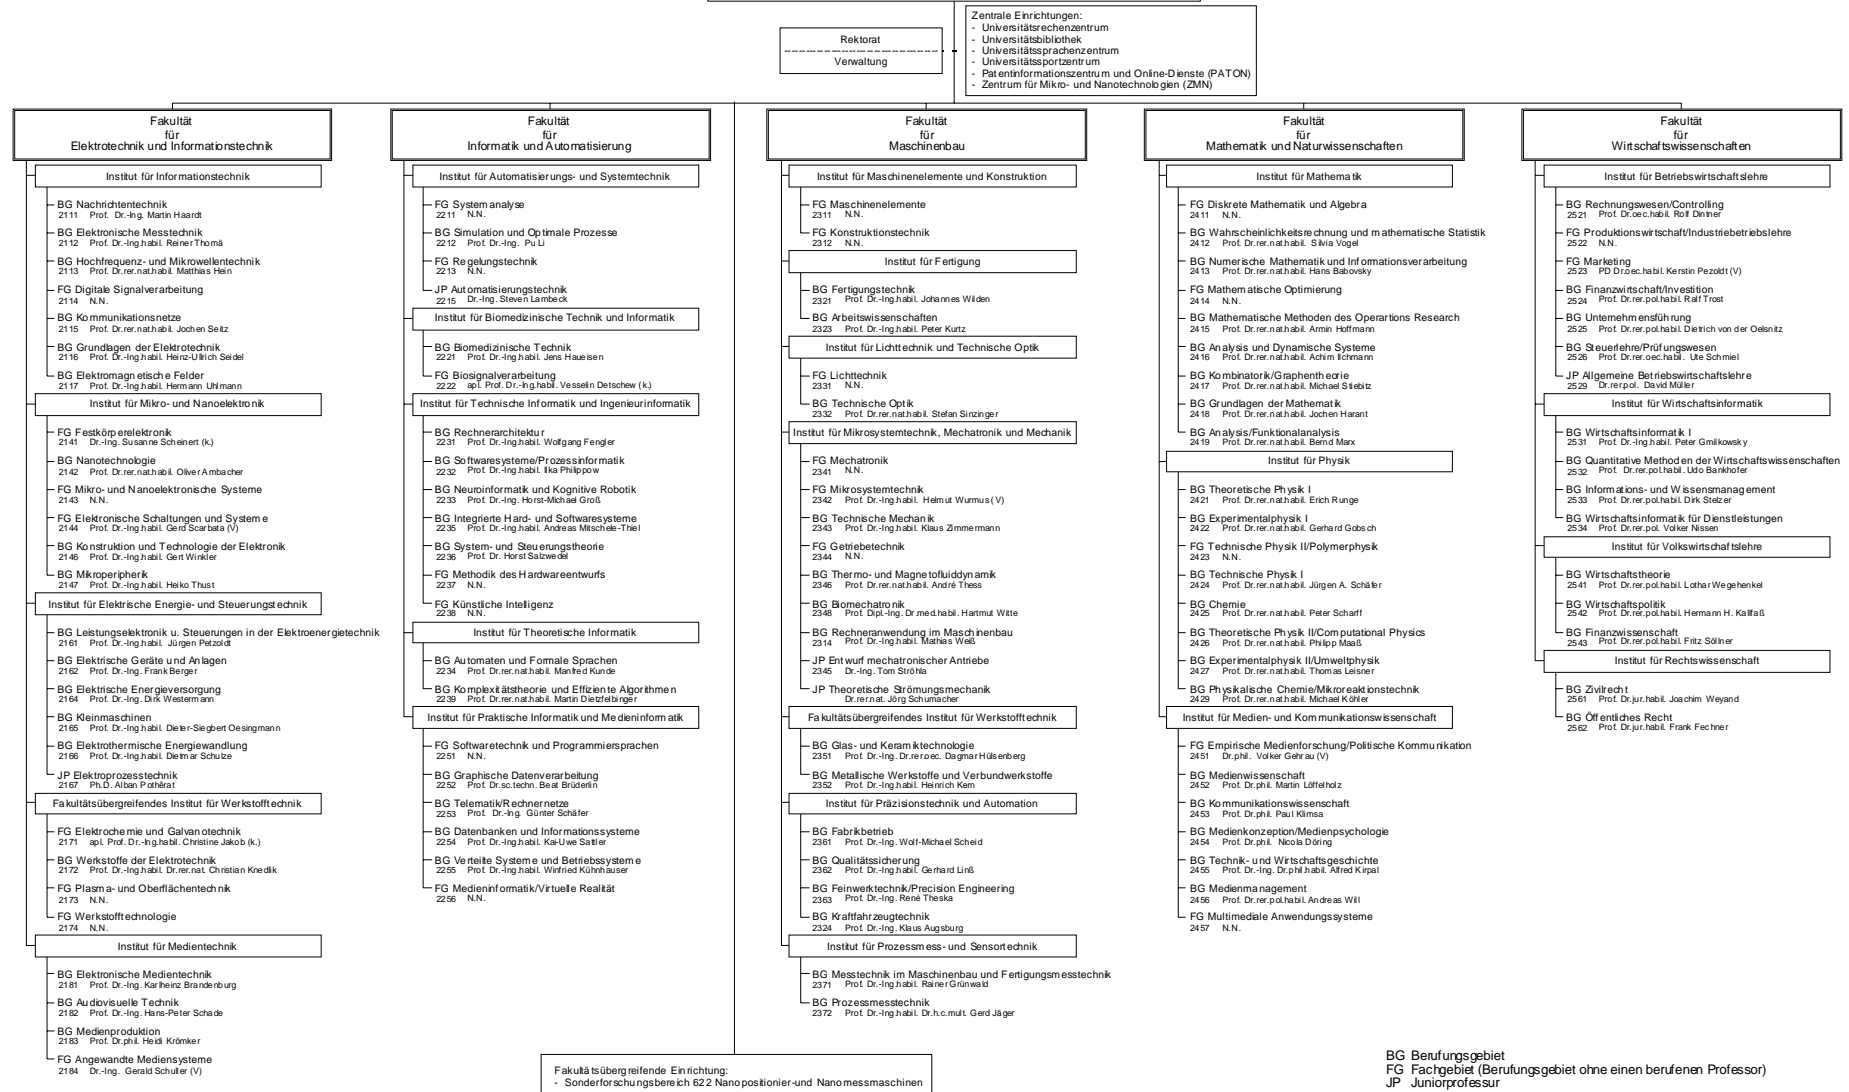 Rektorat
Verwaltung
Zentrale Einrichtungen:
- Universitätsrechenzentrum
- Universitätsbibliothek
- Universitätssprachenzentrum
- Universitätssportzentrum
- Patentinformationszentrum und Online-Dienste (PATON)
- Zentrum für Mikro- und Nanotechnologien (ZMN)
Fakultät
für
Elektrotechnik und Informationstechnik
Institut für Informationstechnik
BG Nachrichtentechnik
2111 Prof. Dr.-Ing. Martin Haardt
BG Elektronische Messtechnik
2112 Prof. Dr.-Ing.habil. Reiner Thomä
BG Hochfrequenz- und Mikrowellentechnik
2113 Prof. Dr.rer.nat.habil. Matthias Hein
FG Digitale Signalverarbeitung
2114 N.N.
BG Kommunikationsnetze
2115 Prof. Dr.rer.nat.habil. Jochen Seitz
BG Grundlagen der Elektrotechnik
2116 Prof. Dr.-Ing.habil. Heinz-Ullrich Seidel
BG Elektromagnetische Felder
2117 Prof. Dr.-Ing.habil. Hermann Uhlmann
Institut für Mikro- und Nanoelektronik
FG Festkörperelektronik
2141 Dr.-Ing. Susanne Scheinert (k.)
BG Nanotechnologie
2142 Prof. Dr.rer.nat.habil. Oliver Ambacher
FG Mikro- und Nanoelektronische Systeme
2143 N.N.
FG Elektronische Schaltungen und Systeme
2144 Prof. Dr.-Ing.habil. Gerd Scarbata (V)
BG Konstruktion und Technologie der Elektronik
2146 Prof. Dr.-Ing.habil. Gert Winkler
BG Mikroperipherik
2147 Prof. Dr.-Ing.habil. Heiko Thust
Institut für Elektrische Energie- und Steuerungstechnik
BG Leistungselektronik u. Steuerungen in der Elektroenergietechnik
2161 Prof. Dr.-Ing.habil. Jürgen Petzoldt
BG Elektrische Geräte und Anlagen
2162 Prof. Dr.-Ing. Frank Berger
BG Elektrische Energieversorgung
2164 Prof. Dr.-Ing. Dirk Westermann
BG Kleinmaschinen
2165 Prof. Dr.-Ing.habil. Dieter-Siegbert Oesingmann
BG Elektrothermische Energiewandlung
2166 Prof. Dr.-Ing.habil. Dietmar Schulze
JP Elektroprozesstechnik
2167 Ph.D. Alban Pothérat
Fakultätsübergreifendes Institut für Werkstofftechnik
FG Elektrochemie und Galvanotechnik
2171 apl. Prof. Dr.-Ing.habil. Christine Jakob (k.)
BG Werkstoffe der Elektrotechnik
2172 Prof. Dr.-Ing.habil. Dr.rer.nat. Christian Knedlik
FG Plasma- und Oberflächentechnik
2173 N.N.
FG Werkstofftechnologie
2174 N.N.
Institut für Medientechnik
BG Elektronische Medientechnik
2181 Prof. Dr.-Ing. Karlheinz Brandenburg
BG Audiovisuelle Technik
2182 Prof. Dr.-Ing. Hans-Peter Schade
BG Medienproduktion
2183 Prof. Dr.phil. Heidi Krömker
FG Angewandte Mediensysteme
2184 Dr.-Ing. Gerald Schuller (V)
Fakultät
für
Informatik und Automatisierung
Institut für Automatisierungs- und Systemtechnik
FG Systemanalyse
2211 N.N.
BG Simulation und Optimale Prozesse
2212 Prof. Dr.-Ing. Pu Li
FG Regelungstechnik
2213 N.N.
JP Automatisierungstechnik
2215 Dr.-Ing. Steven Lambeck
Institut für Biomedizinische Technik und Informatik
BG Biomedizinische Technik
2221 Prof. Dr.-Ing.habil. Jens Haueisen
FG Biosignalverarbeitung
2222 apl. Prof. Dr.-Ing.habil. Vesselin Detschew (k.)
Institut für Technische Informatik und Ingenieurinformatik
BG Rechnerarchitektur
2231 Prof. Dr.-Ing.habil. Wolfgang Fengler
BG Softwaresysteme/Prozessinformatik
2232 Prof. Dr.-Ing.habil. Ilka Philippow
BG Neuroinformatik und Kognitive Robotik
2233 Prof. Dr.-Ing. Horst-Michael Groß
BG Integrierte Hard- und Softwaresysteme
2235 Prof. Dr.-Ing.habil. Andreas Mitschele-Thiel
BG System- und Steuerungstheorie
2236 Prof. Dr. Horst Salzwedel
FG Methodik des Hardwareentwurfs
2237 N.N.
FG Künstliche Intelligenz
2238 N.N.
Institut für Theoretische Informatik
BG Automaten und Formale Sprachen
2234 Prof. Dr.rer.nat.habil. Manfred Kunde
BG Komplexitätstheorie und Effiziente Algorithmen
2239 Prof. Dr.rer.nat.habil. Martin Dietzfelbinger
Institut für Praktische Informatik und Medieninformatik
FG Softwaretechnik und Programmiersprachen
2251 N.N.
BG Graphische Datenverarbeitung
2252 Prof. Dr.sc.techn. Beat Brüderlin
BG Telematik/Rechnernetze
2253 Prof. Dr.-Ing. Günter Schäfer
BG Datenbanken und Informationssysteme
2254 Prof. Dr.-Ing.habil. Kai-Uwe Sattler
BG Verteilte Systeme und Betriebssysteme
2255 Prof. Dr.-Ing.habil. Winfried Kühnhauser
FG Medieninformatik/Virtuelle Realität
2256 N.N.
Fakultät
für
Maschinenbau
Institut für Maschinenelemente und Konstruktion
FG Maschinenelemente
2311 N.N.
FG Konstruktionstechnik
2312 N.N.
Institut für Fertigung
BG Fertigungstechnik
2321 Prof. Dr.-Ing.habil. Johannes Wilden
BG Arbeitswissenschaften
2323 Prof. Dr.-Ing.habil. Peter Kurtz
Institut für Lichttechnik und Technische Optik
FG Lichttechnik
2331 N.N.
BG Technische Optik
2332 Prof. Dr.rer.nat.habil. Stefan Sinzinger
Institut für Mikrosystemtechnik, Mechatronik und Mechanik
FG Mechatronik
2341 N.N.
FG Mikrosystemtechnik
2342 Prof. Dr.-Ing.habil. Helmut Wurmus (V)
BG Technische Mechanik
2343 Prof. Dr.-Ing.habil. Klaus Zimmermann
FG Getriebetechnik
2344 N.N.
BG Thermo- und Magnetofluiddynamik
2346 Prof. Dr.rer.nat.habil. André Thess
BG Biomechatronik
2348 Prof. Dipl.-Ing. Dr.med.habil. Hartmut Witte
BG Rechneranwendung im Maschinenbau
2314 Prof. Dr.-Ing.habil. Mathias Weiß
JP Entwurf mechatronischer Antriebe
2345 Dr.-Ing. Tom Ströhla
JP Theoretische Strömungsmechanik
Dr.rer.nat. Jörg Schumacher
Fakultätsübergreifendes Institut für Werkstofftechnik
BG Glas- und Keramiktechnologie
2351 Prof. Dr.-Ing. Dr.rer.oec. Dagmar Hülsenberg
BG Metallische Werkstoffe und Verbundwerkstoffe
2352 Prof. Dr.-Ing.habil. Heinrich Kern
Institut für Präzisionstechnik und Automation
BG Fabrikbetrieb
2361 Prof. Dr.-Ing. Wolf-Michael Scheid
BG Qualitätssicherung
2362 Prof. Dr.-Ing.habil. Gerhard Linß
BG Feinwerktechnik/Precision Engineering
2363 Prof. Dr.-Ing. René Theska
BG Kraftfahrzeugtechnik
2324 Prof. Dr.-Ing. Klaus Augsburg
Institut für Prozessmess- und Sensortechnik
BG Messtechnik im Maschinenbau und Fertigungsmesstechnik
2371 Prof. Dr.-Ing.habil. Rainer Grünwald
BG Prozessmesstechnik
2372 Prof. Dr.-Ing.habil. Dr.h.c.mult. Gerd Jäger
Fakultät
für
Mathematik und Naturwissenschaften
Institut für Mathematik
FG Diskrete Mathematik und Algebra
2411 N.N.
BG Wahrscheinlichkeitsrechnung und mathematische Statistik
2412 Prof. Dr.rer.nat.habil. Silvia Vogel
BG Numerische Mathematik und Informationsverarbeitung
2413 Prof. Dr.rer.nat.habil. Hans Babovsky
FG Mathematische Optimierung
2414 N.N.
BG Mathematische Methoden des Operartions Research
2415 Prof. Dr.rer.nat.habil. Armin Hoffmann
BG Analysis und Dynamische Systeme
2416 Prof. Dr.rer.nat.habil. Achim Ilchmann
BG Kombinatorik/Graphentheorie
2417 Prof. Dr.rer.nat.habil. Michael Stiebitz
BG Grundlagen der Mathematik
2418 Prof. Dr.rer.nat.habil. Jochen Harant
BG Analysis/Funktionalanalysis
2419 Prof. Dr.rer.nat.habil. Bernd Marx
Institut für Physik
BG Theoretische Physik I
2421 Prof. Dr.rer.nat.habil. Erich Runge
BG Experimentalphysik I
2422 Prof. Dr.rer.nat.habil. Gerhard Gobsch
FG Technische Physik II/Polymerphysik
2423 N.N.
BG Technische Physik I
2424 Prof. Dr.rer.nat.habil. Jürgen A. Schäfer
BG Chemie
2425 Prof. Dr.rer.nat.habil. Peter Scharff
BG Theoretische Physik II/Computational Physics
2426 Prof. Dr.rer.nat.habil. Philipp Maaß
BG Experimentalphysik II/Umweltphysik
2427 Prof. Dr.rer.nat.habil. Thomas Leisner
BG Physikalische Chemie/Mikroreaktionstechnik
2429 Prof. Dr.rer.nat.habil. Michael Köhler
Institut für Medien- und Kommunikationswissenschaft
FG Empirische Medienforschung/Politische Kommunikation
2451 Dr.phil. Volker Gehrau (V)
BG Medienwissenschaft
2452 Prof. Dr.phil. Martin Löffelholz
BG Kommunikationswissenschaft
2453 Prof. Dr.phil. Paul Klimsa
BG Medienkonzeption/Medienpsychologie
2454 Prof. Dr.phil. Nicola Döring
BG Technik- und Wirtschaftsgeschichte
2455 Prof. Dr.-Ing. Dr.phil.habil. Alfred Kirpal
BG Medienmanagement
2456 Prof. Dr.rer.pol.habil. Andreas Will
FG Multimediale Anwendungssysteme
2457 N.N.
Fakultät
für
Wirtschaftswissenschaften
Institut für Betriebswirtschaftslehre
BG Rechnungswesen/Controlling
2521 Prof. Dr.oec.habil. Rolf Dintner
FG Produktionswirtschaft/Industriebetriebslehre
2522 N.N.
FG Marketing
2523 PD Dr.oec.habil. Kerstin Pezoldt (V)
BG Finanzwirtschaft/Investition
2524 Prof. Dr.rer.pol.habil. Ralf Trost
BG Unternehmensführung
2525 Prof. Dr.rer.pol.habil. Dietrich von der Oelsnitz
BG Steuerlehre/Prüfungswesen
2526 Prof. Dr.rer.oec.habil. Ute Schmiel
JP Allgemeine Betriebswirtschaftslehre
2529 Dr.rer.pol. David Müller
Institut für Wirtschaftsinformatik
BG Wirtschaftsinformatik I
2531 Prof. Dr.-Ing.habil. Peter Gmilkowsky
BG Quantitative Methoden der Wirtschaftswissenschaften
2532 Prof. Dr.rer.pol.habil. Udo Bankhofer
BG Informations- und Wissensmanagement
2533 Prof. Dr.rer.pol.habil. Dirk Stelzer
BG Wirtschaftsinformatik für Dienstleistungen
2534 Prof. Dr.rer.pol. Volker Nissen
Institut für Volkswirtschaftslehre
BG Wirtschaftstheorie
2541 Prof. Dr.rer.pol.habil. Lothar Wegehenkel
BG Wirtschaftspolitik
2542 Prof. Dr.rer.pol.habil. Hermann H. Kallfaß
BG Finanzwissenschaft
2543 Prof. Dr.rer.pol.habil. Fritz Söllner
Institut für Rechtswissenschaft
BG Zivilrecht
2561 Prof. Dr.jur.habil. Joachim Weyand
BG Öffentliches Recht
2562 Prof. Dr.jur.habil. Frank Fechner
Fakultätsübergreifende Einrichtung:
- Sonderforschungsbereich 622 Nanopositionier-und Nanomessmaschinen
BG Berufungsgebiet
FG Fachgebiet (Berufungsgebiet ohne einen berufenen Professor)
JP Juniorprofessur